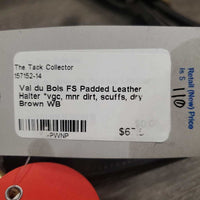 The Tack Collector
157152-14
Val du Bois FS Padded Leather
Halter *vgc, mnr dirt, scuffs, dry
Brown WB
-PWNP
Retail (New) Price
is $ 110